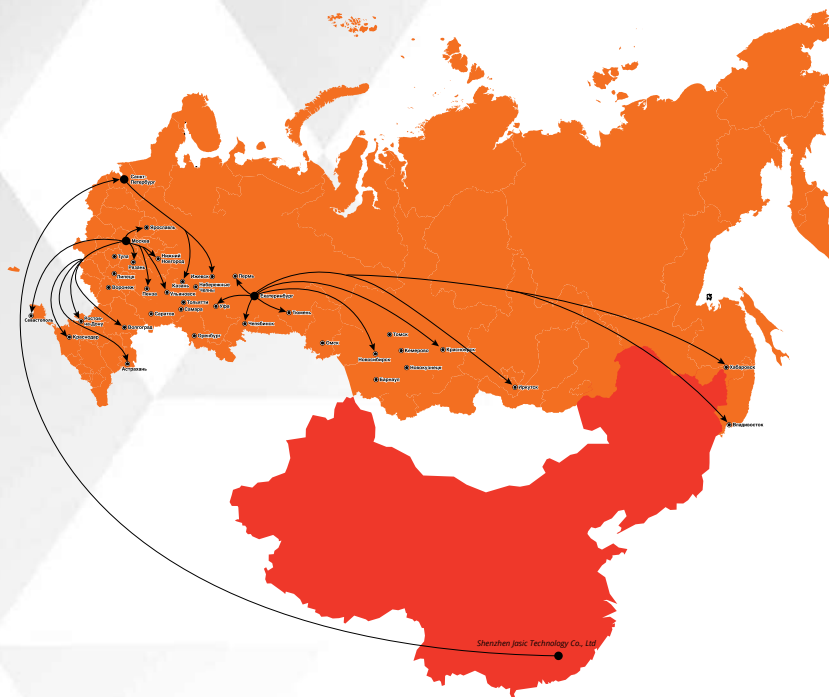 Санкт-
Петербург
Ярославль
Москва
Тула
Рязань
Нижний
Новгород
Липецк
Воронеж
Пенза
Казань
Ульяновск
Ижевск
Набережные
Челны
Пермь
Екатеринбург
Тольятти
Самара
Саратов
Уфа
Тюмень
Челябинск
Оренбург
Севастополь
Ростов-
на-Дону
Краснодар
Волгоград
Астрахань
Омск
Томск
Новосибирск
Кемерово
Красноярск
Новокузнецк
Барнаул
Иркутск
Хабаровск
Владивосток
Shenzhen Jasic Technology Co., Ltd